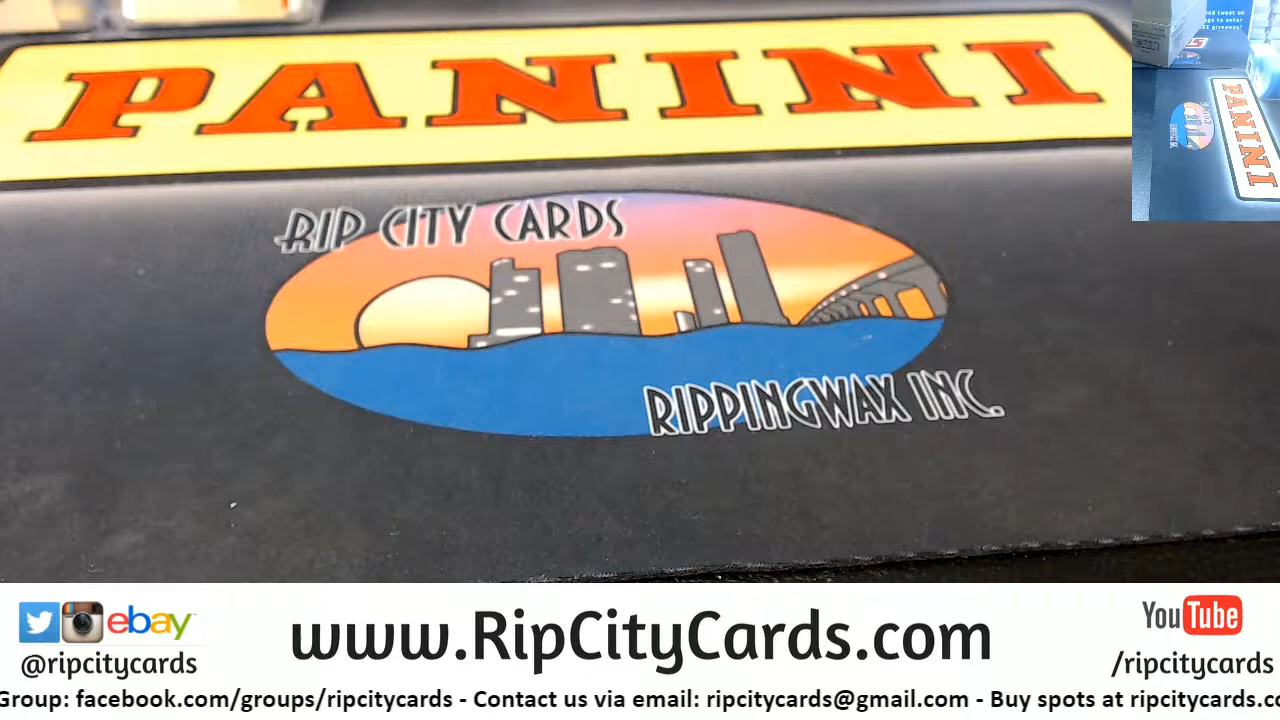 PANINI
RIP CITY CARDS
RIPPINGWAX INC.
PANINI
ebay
@ripcitycards
www.RipCityCards.com
YouTube
/ripcitycards
Group: facebook.com/groups/ripcitycards - Contact us via email: ripcitycards@gmail.com - Buy spots at ripcitycards.co